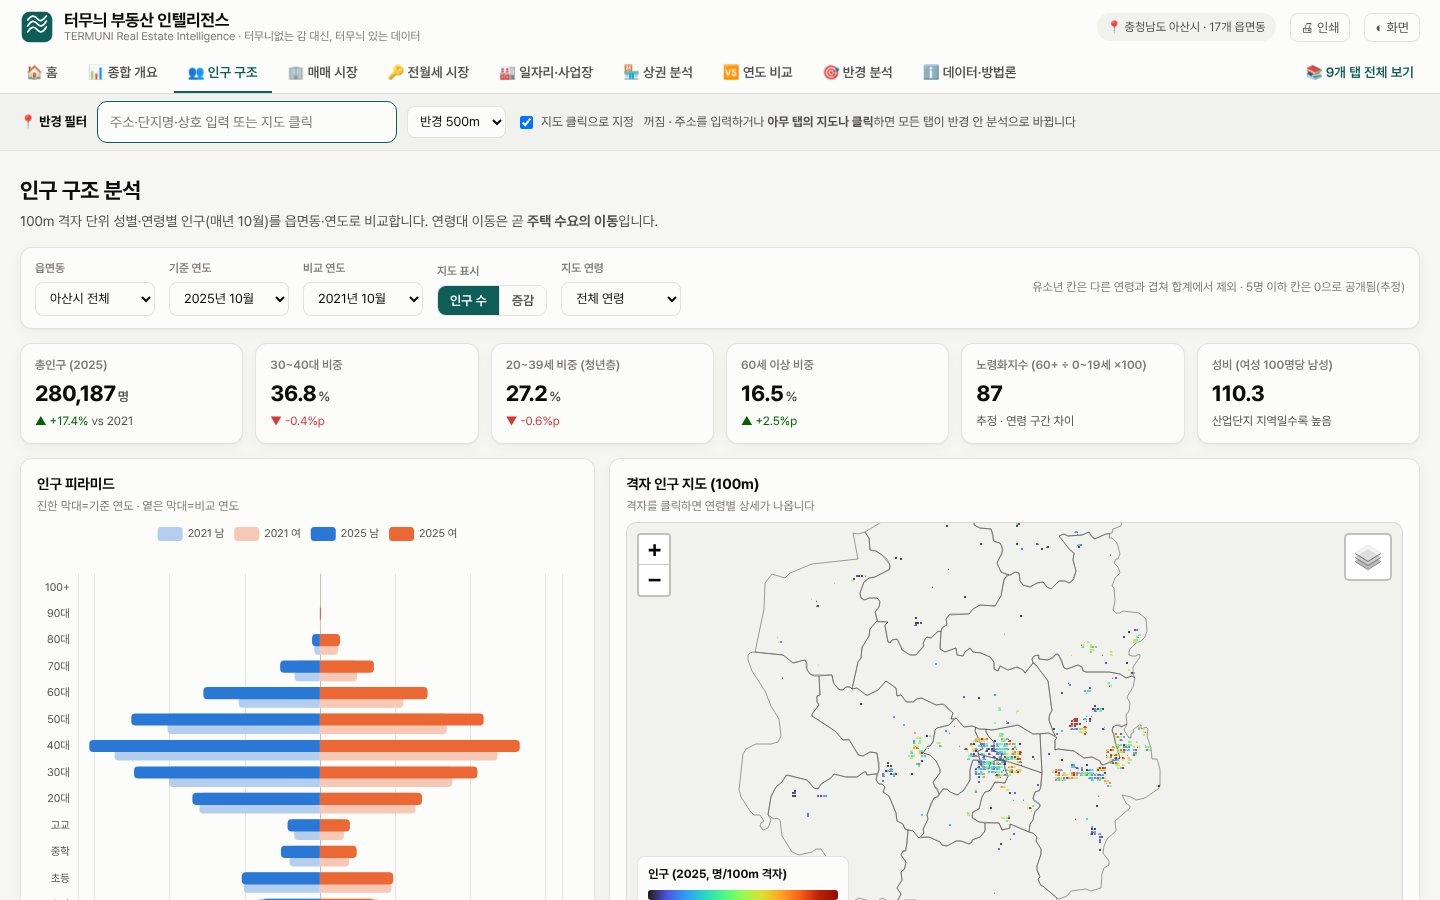 터무늬 부동산 인텔리전스
TERMUNI Real Estate Intelligence · 터무니없는 감 대신, 터무늬 있는 데이터
📍 충청남도 아산시 · 17개 읍면동
🖨 인쇄
◐ 화면
🏠 홈
📊 종합 개요
👥 인구 구조
🏢 매매 시장
🔑 전월세 시장
🏭 일자리·사업장
🏪 상권 분석
🆚 연도 비교
🎯 반경 분석
ℹ️ 데이터·방법론
📚 9개 탭 전체 보기
📍 반경 필터
주소·단지명·상호 입력 또는 지도 클릭
반경 500m
지도 클릭으로 지정
꺼짐 · 주소를 입력하거나 아무 탭의 지도나 클릭하면 모든 탭이 반경 안 분석으로 바뀝니다
인구 구조 분석
100m 격자 단위 성별·연령별 인구(매년 10월)를 읍면동·연도로 비교합니다. 연령대 이동은 곧 주택 수요의 이동입니다.
읍면동
아산시 전체
기준 연도
2025년 10월
비교 연도
2021년 10월
지도 표시
인구 수
증감
지도 연령
전체 연령
유소년 칸은 다른 연령과 겹쳐 합계에서 제외 · 5명 이하 칸은 0으로 공개됨(추정)
총인구 (2025)
280,187명
▲ +17.4% vs 2021
30~40대 비중
36.8%
▼ -0.4%p
20~39세 비중 (청년층)
27.2%
▼ -0.6%p
60세 이상 비중
16.5%
▲ +2.5%p
노령화지수 (60+ ÷ 0~19세 ×100)
87
추정 · 연령 구간 차이
성비 (여성 100명당 남성)
110.3
산업단지 지역일수록 높음
인구 피라미드
진한 막대=기준 연도 · 옅은 막대=비교 연도
2021 남
2021 여
2025 남
2025 여
100+
90대
80대
70대
60대
50대
40대
30대
20대
고교
중학
초등
격자 인구 지도 (100m)
격자를 클릭하면 연령별 상세가 나옵니다
+
−
인구 (2025, 명/100m 격자)